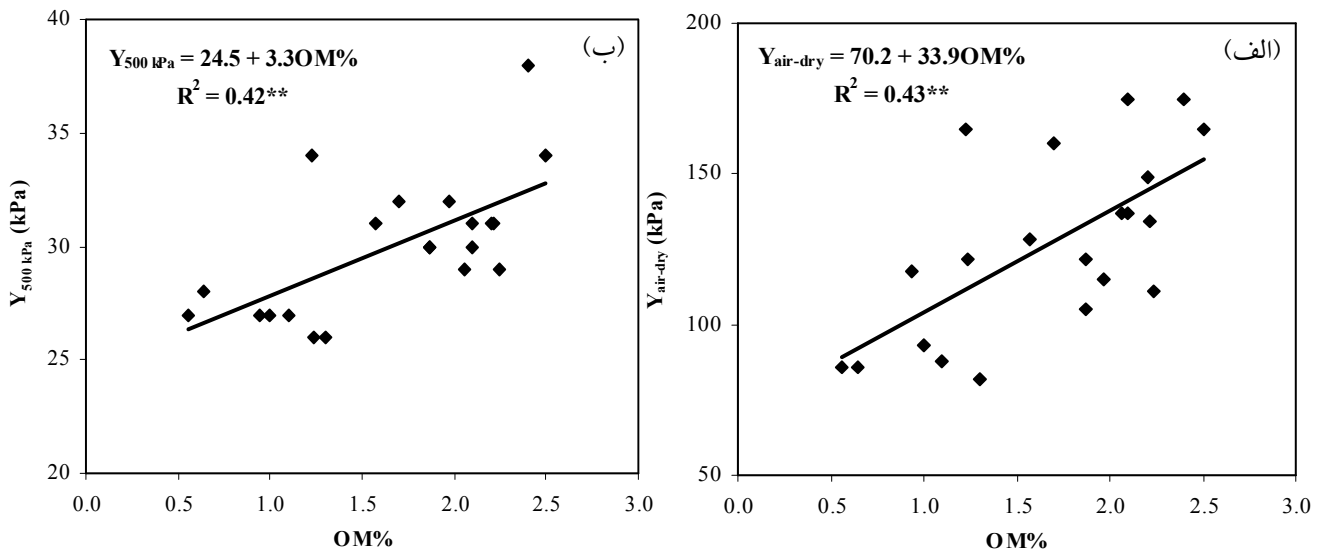 40
35
30
25
20
Y500 kPa (kPa)
Y500 kPa = 24.5 + 3.3OM%
R2 = 0.42**
(ب)
0.0 0.5 1.0 1.5 2.0 2.5 3.0
OM%
200
150
100
50
Yair-dry (kPa)
Yair-dry = 70.2 + 33.9OM%
R2 = 0.43**
(الف)
0.0 0.5 1.0 1.5 2.0 2.5 3.0
OM%